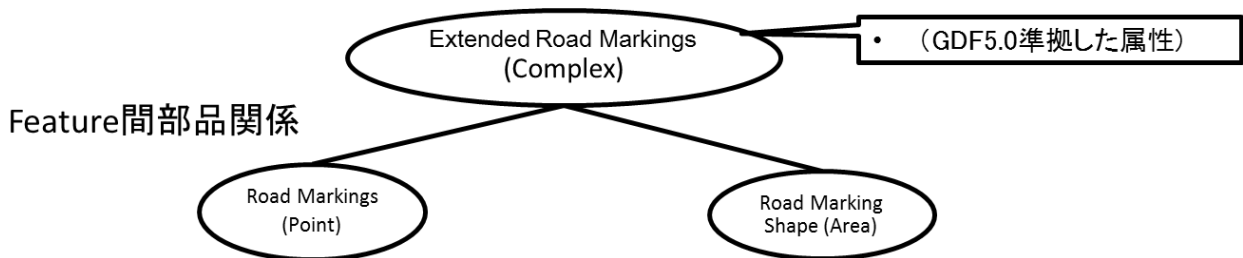 Extended Road Markings
(Complex)
• （GDF5.0準拠した属性）
Feature間部品関係
Road Markings
(Point)
Road Marking
Shape (Area)